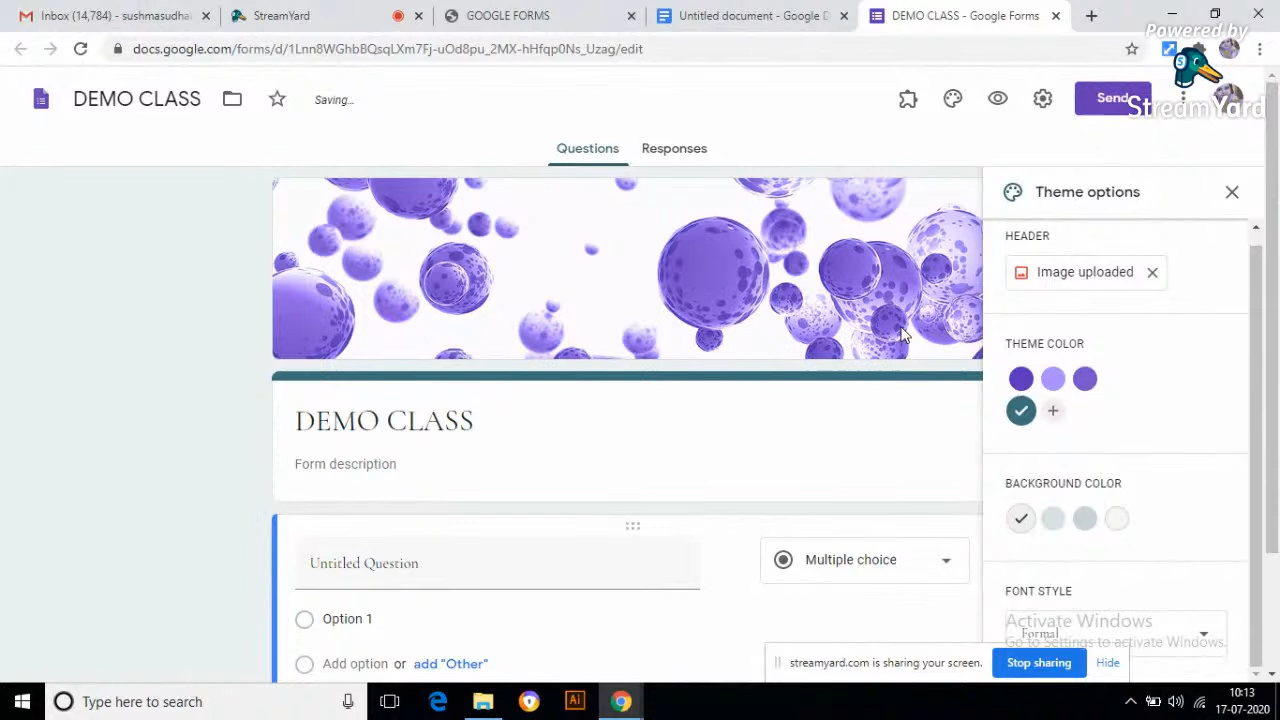 Inbox (14,784) - sushmasudha
StreamYard
GOOGLE FORMS
Untitled document - Google D
DEMO CLASS - Google Forms
docs.google.com/forms/d/1Lnn8WGhbBQsqLXm7Fj-uOd8pu_2MX-hHfqp0Ns_Uzag/edit
Powered by
StreamYard
DEMO CLASS
Saving...
Send
Questions
Responses
Theme options
HEADER
Image uploaded
THEME COLOR
DEMO CLASS
Form description
BACKGROUND COLOR
Untitled Question
Multiple choice
FONT STYLE
Formal
Option 1
Add option or add "Other"
Activate Windows
Go to Settings to activate Windows.
streamyard.com is sharing your screen.
Stop sharing
Hide
Type here to search
Ai
10:13
17-07-2020